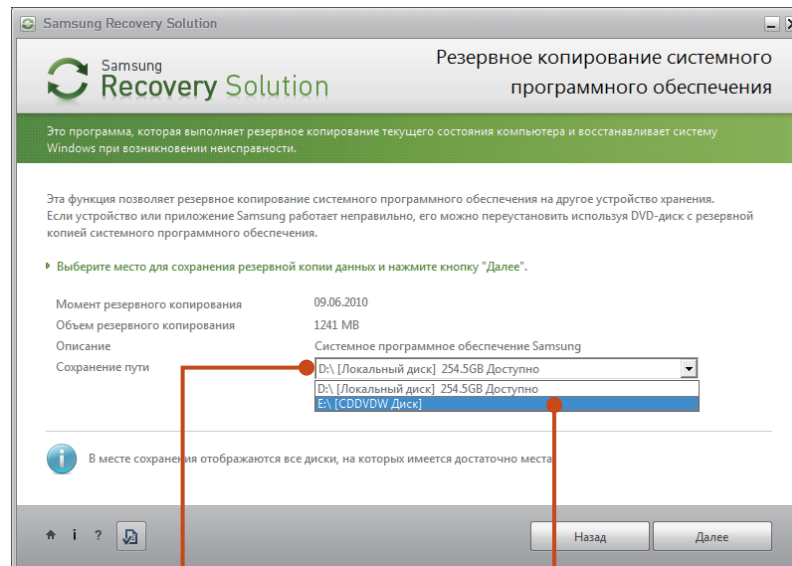 Samsung Recovery Solution
Samsung
Recovery Solution
Резервное копирование системного
программного обеспечения
Это программа, которая выполняет резервное копирование текущего состояния компьютера и восстанавливает систему
Windows при возникновении неисправности.
Эта функция позволяет резервное копирование системного программного обеспечения на другое устройство хранения.
Если устройство или приложение Samsung работает неправильно, его можно переустановить используя DVD-диск с резервной
копией системного программного обеспечения.
Выберите место для сохранения резервной копии данных и нажмите кнопку "Далее".
Момент резервного копирования 09.06.2010
Объем резервного копирования 1241 MB
Описание Системное программное обеспечение Samsung
Сохранение пути D:\ [Локальный диск] 254.5GB Доступно
D:\ [Локальный диск] 254.5GB Доступно
E:\ [CDDVDW Диск]
В месте сохранения отображаются все диски, на которых имеется достаточно места
i ? Назад Далее